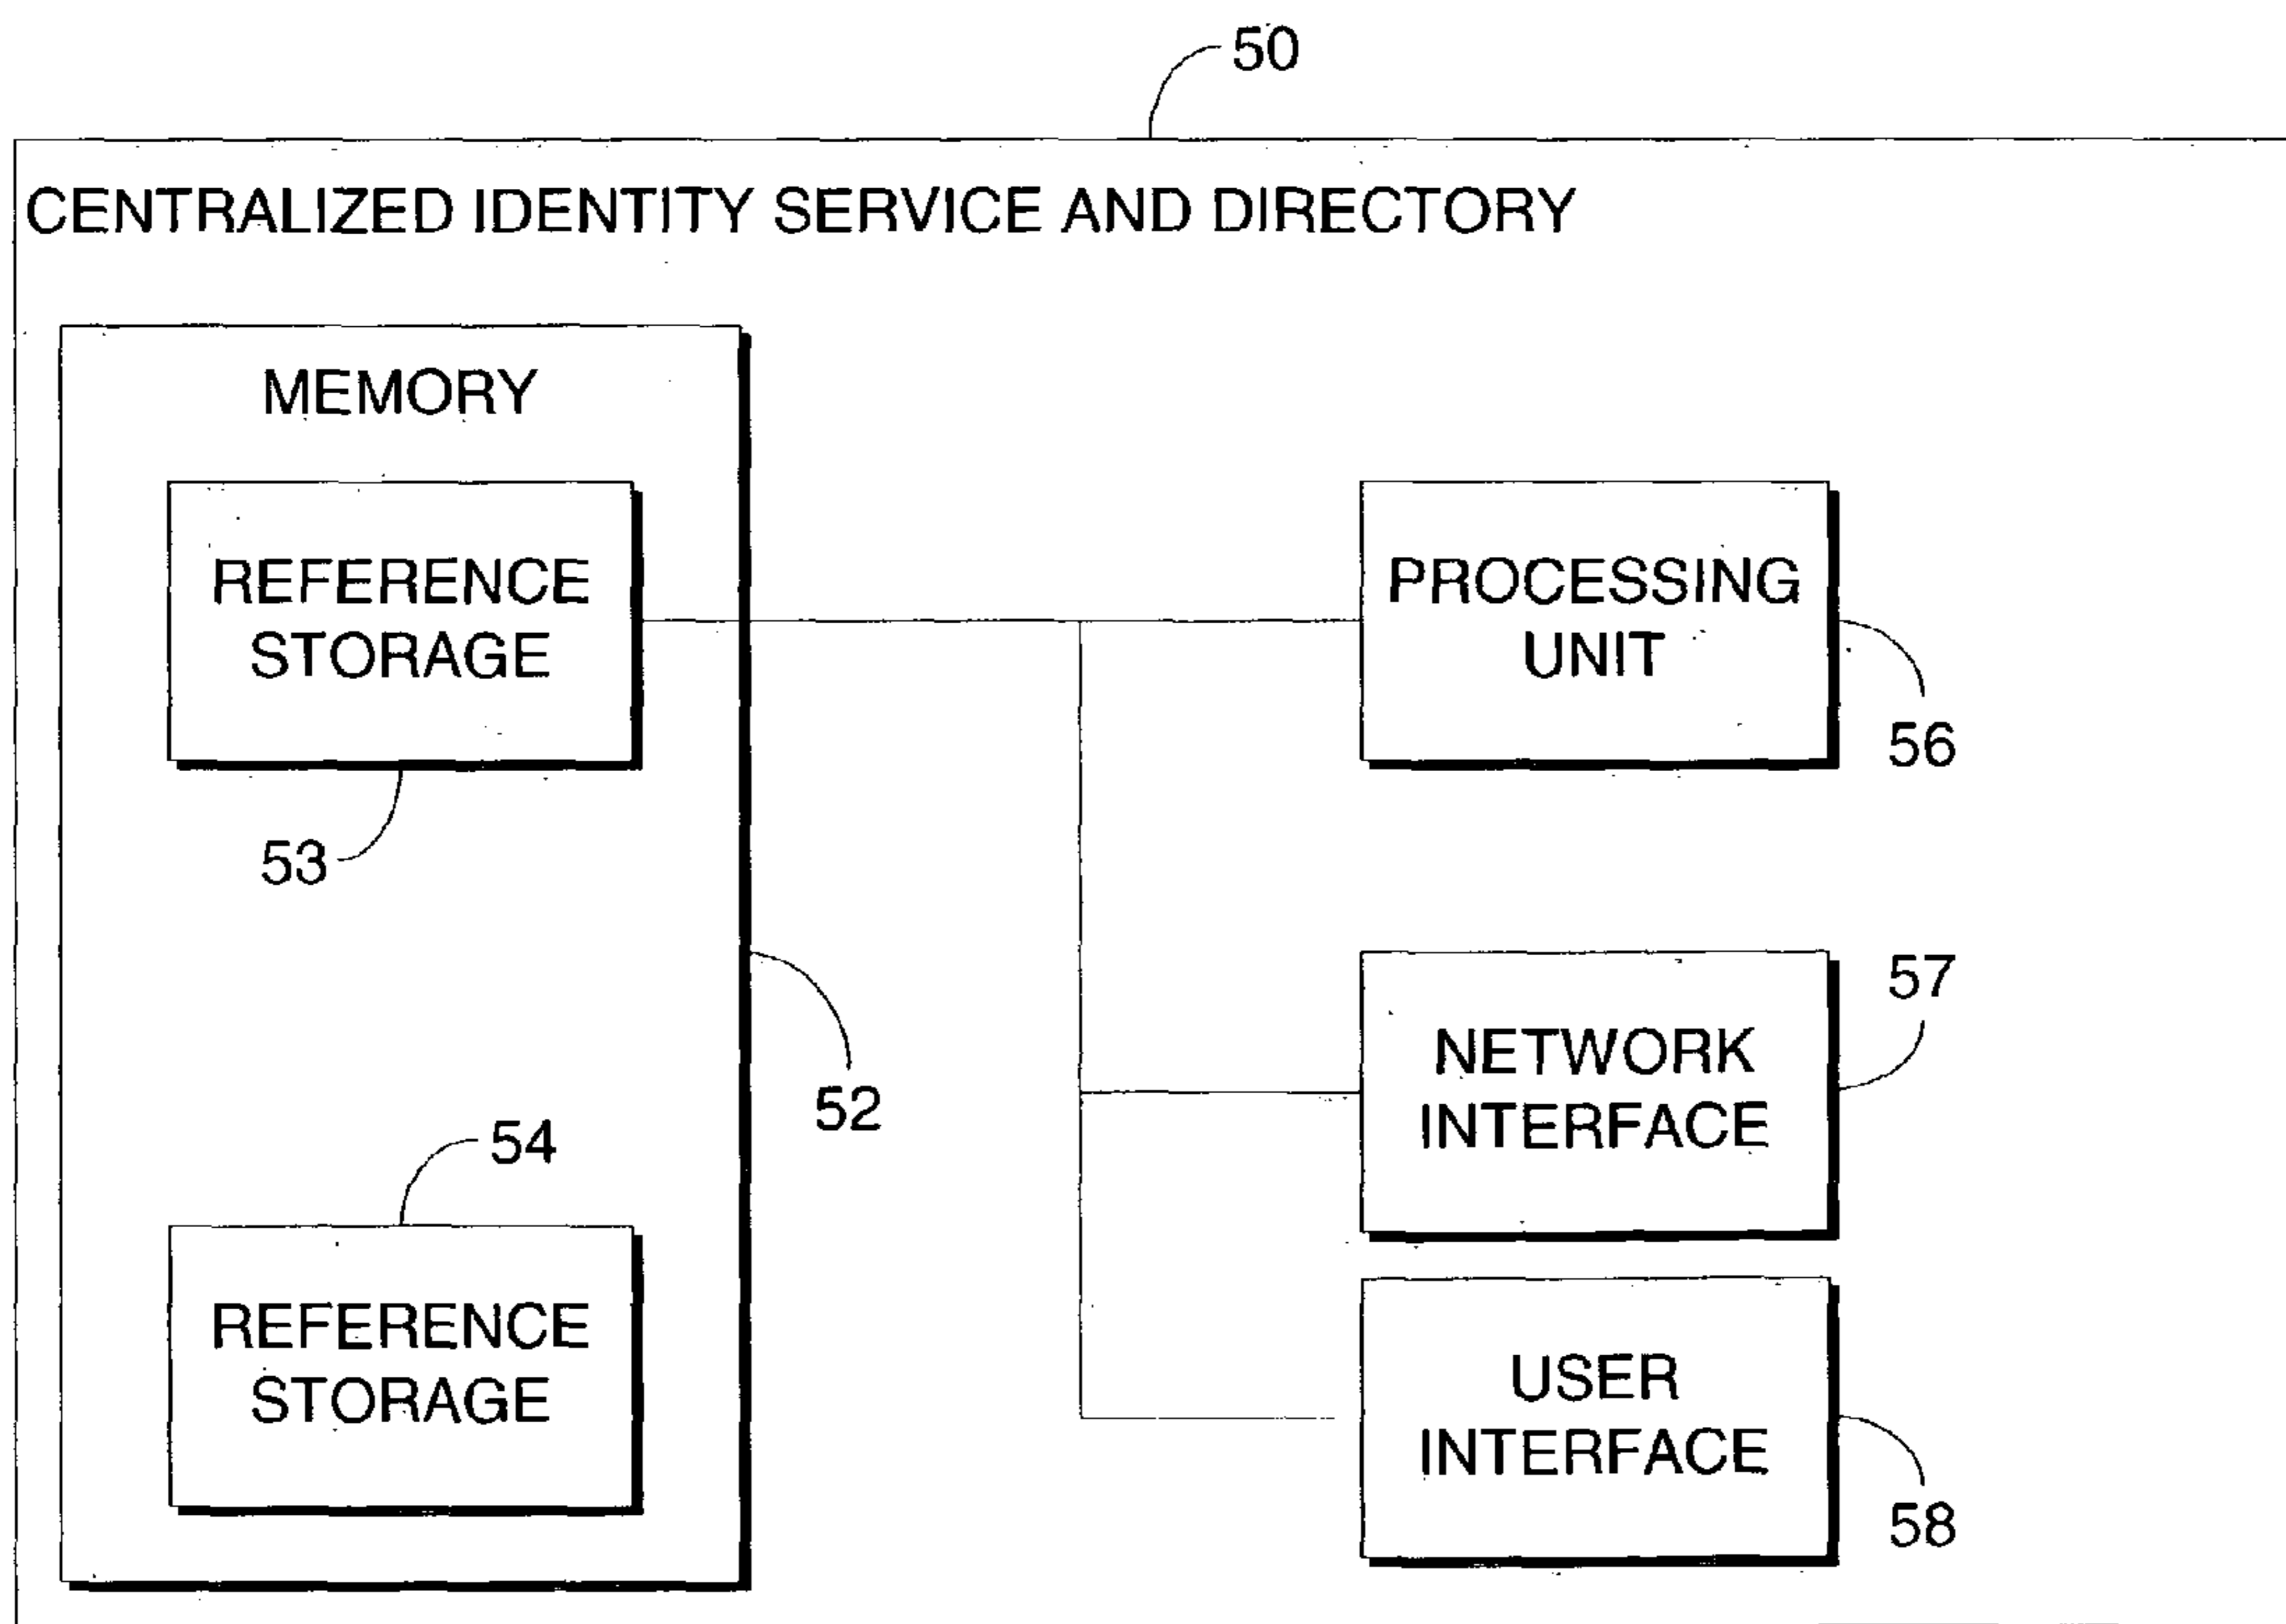 50
CENTRALIZED IDENTITY SERVICE AND DIRECTORY
MEMORY
REFERENCE
STORAGE
53
PROCESSING
UNIT
56
52
57
NETWORK
INTERFACE
54
REFERENCE
STORAGE
USER
INTERFACE
58